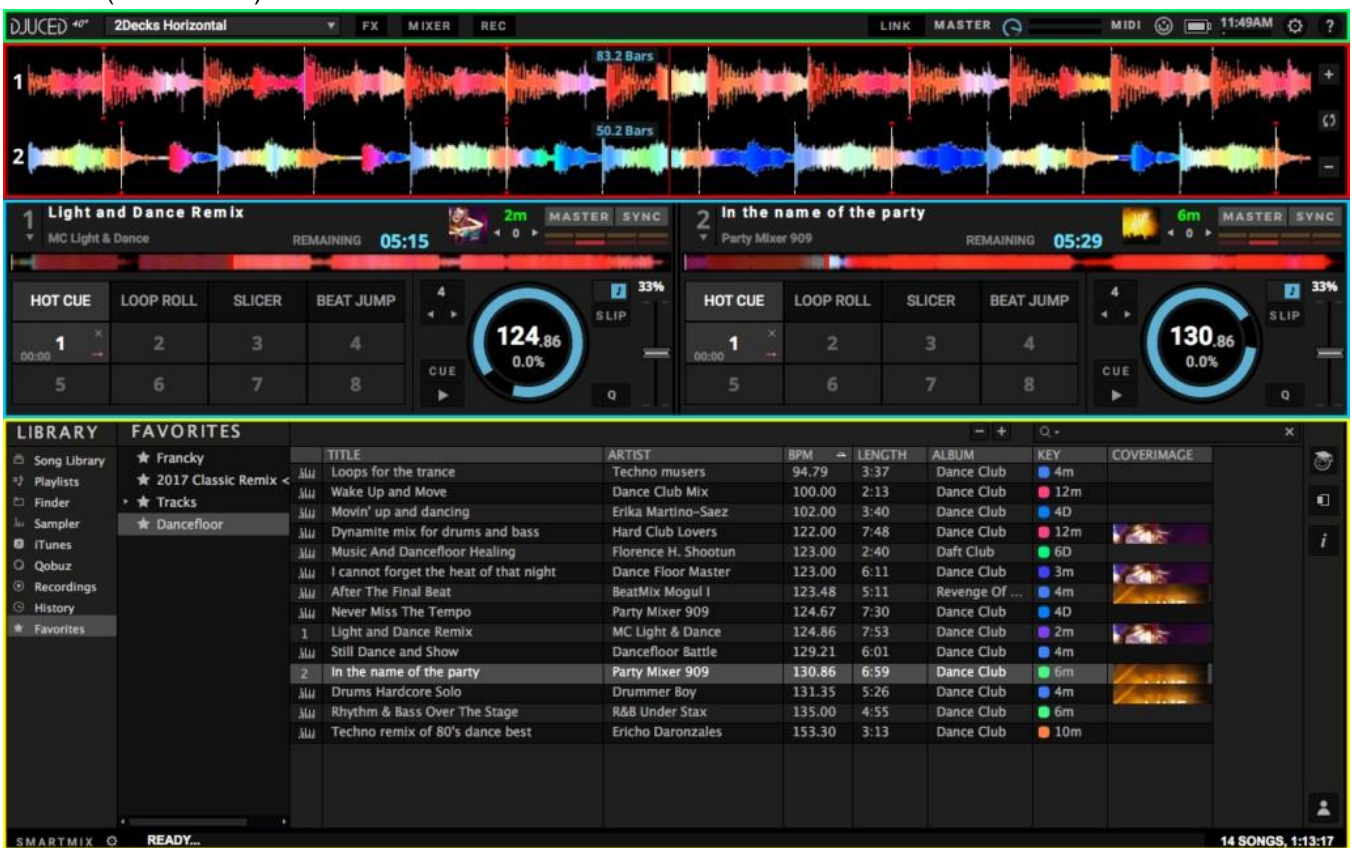 DJUCED 40° 2Decks Horizontal FX MIXER REC LINK MASTER MIDI 11:49AM ?
83.2 Bars
1 +
50.2 Bars
2 −
1 Light and Dance Remix 2m MASTER SYNC
MC Light & Dance REMAINING 05:15 0
HOT CUE LOOP ROLL SLICER BEAT JUMP 4 33%
SLIP
1 2 3 4 124.86
00:00 0.0%
CUE
5 6 7 8 Q
2 In the name of the party 6m MASTER SYNC
Party Mixer 909 REMAINING 05:29 0
HOT CUE LOOP ROLL SLICER BEAT JUMP 4 33%
SLIP
1 2 3 4 130.86
00:00 0.0%
CUE
5 6 7 8 Q
LIBRARY FAVORITES − +
Song Library
Playlists
Finder
Sampler
iTunes
Qobuz
Recordings
History
Favorites
Francky
2017 Classic Remix <
Tracks
Dancefloor
TITLE ARTIST BPM LENGTH ALBUM KEY COVERIMAGE
Loops for the trance Techno musers 94.79 3:37 Dance Club 4m
Wake Up and Move Dance Club Mix 100.00 2:13 Dance Club 12m
Movin' up and dancing Erika Martino-Saez 102.00 3:40 Dance Club 4D
Dynamite mix for drums and bass Hard Club Lovers 122.00 7:48 Dance Club 12m
Music And Dancefloor Healing Florence H. Shootun 123.00 2:40 Daft Club 6D
I cannot forget the heat of that night Dance Floor Master 123.00 6:11 Dance Club 3m
After The Final Beat BeatMix Mogul I 123.48 5:11 Revenge Of ... 4m
Never Miss The Tempo Party Mixer 909 124.67 7:30 Dance Club 4D
1 Light and Dance Remix MC Light & Dance 124.86 7:53 Dance Club 2m
Still Dance and Show Dancefloor Battle 129.21 6:01 Dance Club 4m
2 In the name of the party Party Mixer 909 130.86 6:59 Dance Club 6m
Drums Hardcore Solo Drummer Boy 131.35 5:26 Dance Club 4m
Rhythm & Bass Over The Stage R&B Under Stax 135.00 4:55 Dance Club 6m
Techno remix of 80's dance best Ericho Daronzales 153.30 3:13 Dance Club 10m
i
SMARTMIX READY... 14 SONGS, 1:13:17